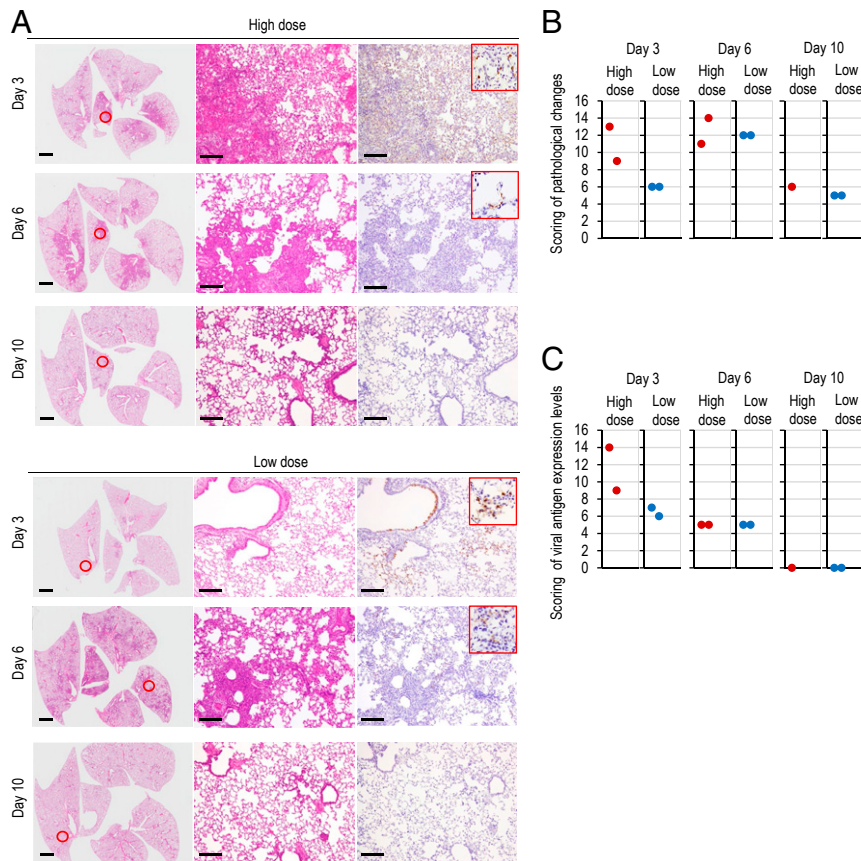 A
High dose
Day 3
Day 6
Day 10
Low dose
Day 3
Day 6
Day 10
B
Day 3 Day 6 Day 10
High dose Low dose High dose Low dose High dose Low dose
Scoring of pathological changes
16
14
12
10
8
6
4
2
0
C
Day 3 Day 6 Day 10
High dose Low dose High dose Low dose High dose Low dose
Scoring of viral antigen expression levels
16
14
12
10
8
6
4
2
0